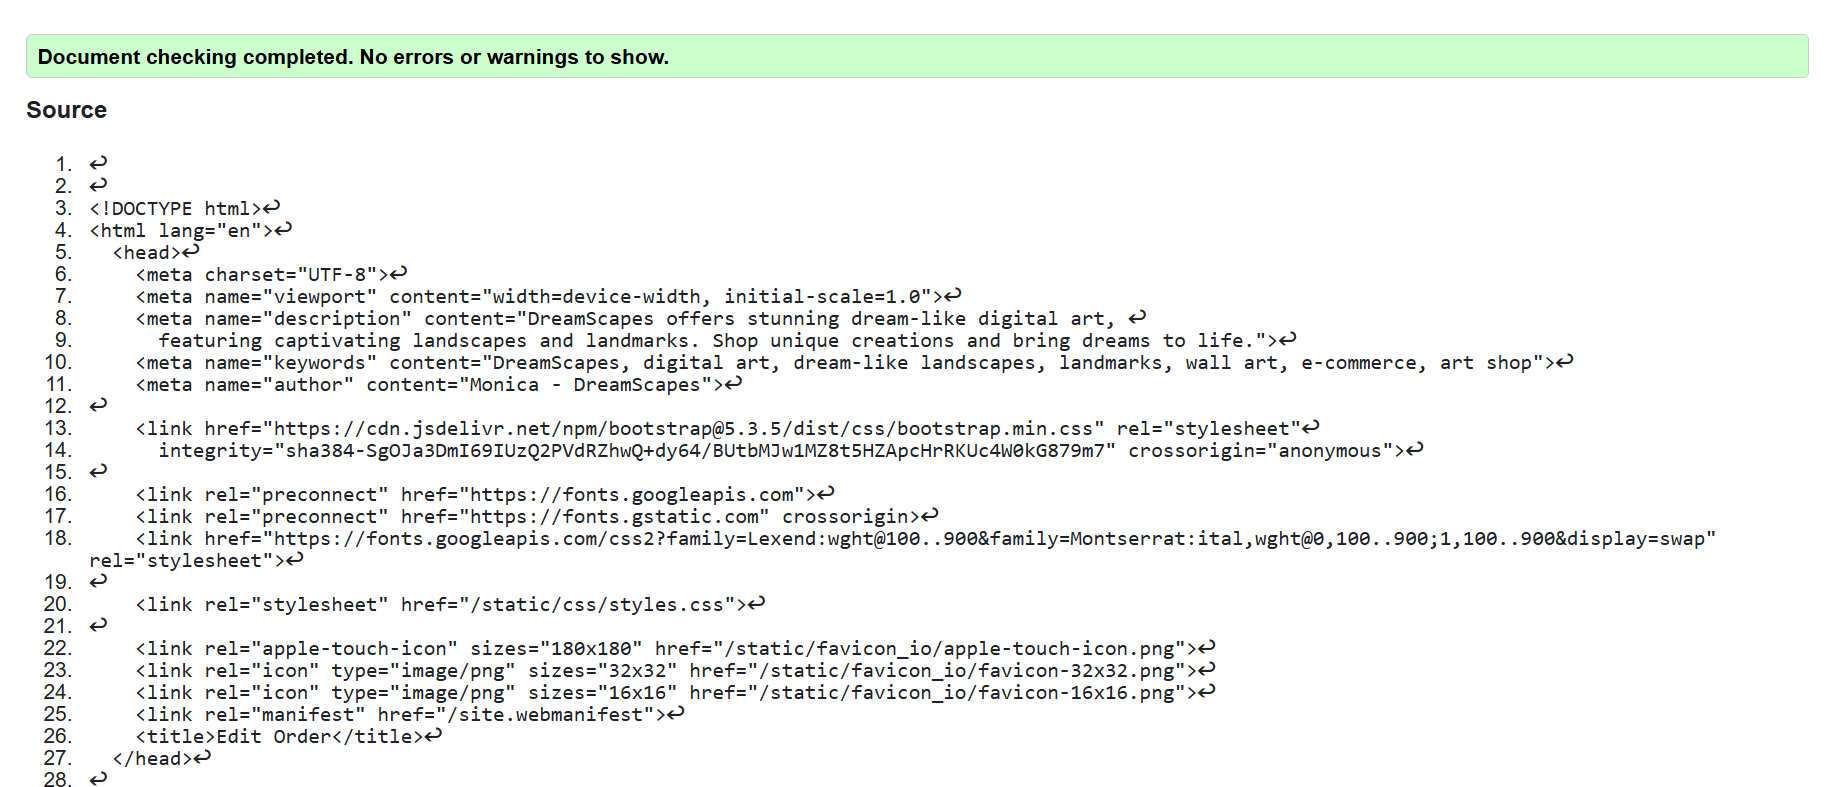 Document checking completed. No errors or warnings to show.
Source
1. ↩
2. ↩
3. <!DOCTYPE html>↩
4. <html lang="en">↩
5.   <head>↩
6.     <meta charset="UTF-8">↩
7.     <meta name="viewport" content="width=device-width, initial-scale=1.0">↩
8.     <meta name="description" content="DreamScapes offers stunning dream-like digital art, ↩
9.       featuring captivating landscapes and landmarks. Shop unique creations and bring dreams to life.">↩
10.     <meta name="keywords" content="DreamScapes, digital art, dream-like landscapes, landmarks, wall art, e-commerce, art shop">↩
11.     <meta name="author" content="Monica - DreamScapes">↩
12. ↩
13.     <link href="https://cdn.jsdelivr.net/npm/bootstrap@5.3.5/dist/css/bootstrap.min.css" rel="stylesheet"↩
14.       integrity="sha384-SgOJa3DmI69IUzQ2PVdRZhwQ+dy64/BUtbMJw1MZ8t5HZApcHrRKUc4W0kG879m7" crossorigin="anonymous">↩
15. ↩
16.     <link rel="preconnect" href="https://fonts.googleapis.com">↩
17.     <link rel="preconnect" href="https://fonts.gstatic.com" crossorigin>↩
18.     <link href="https://fonts.googleapis.com/css2?family=Lexend:wght@100..900&family=Montserrat:ital,wght@0,100..900;1,100..900&display=swap"
rel="stylesheet">↩
19. ↩
20.     <link rel="stylesheet" href="/static/css/styles.css">↩
21. ↩
22.     <link rel="apple-touch-icon" sizes="180x180" href="/static/favicon_io/apple-touch-icon.png">↩
23.     <link rel="icon" type="image/png" sizes="32x32" href="/static/favicon_io/favicon-32x32.png">↩
24.     <link rel="icon" type="image/png" sizes="16x16" href="/static/favicon_io/favicon-16x16.png">↩
25.     <link rel="manifest" href="/site.webmanifest">↩
26.     <title>Edit Order</title>↩
27.   </head>↩
28. ↩